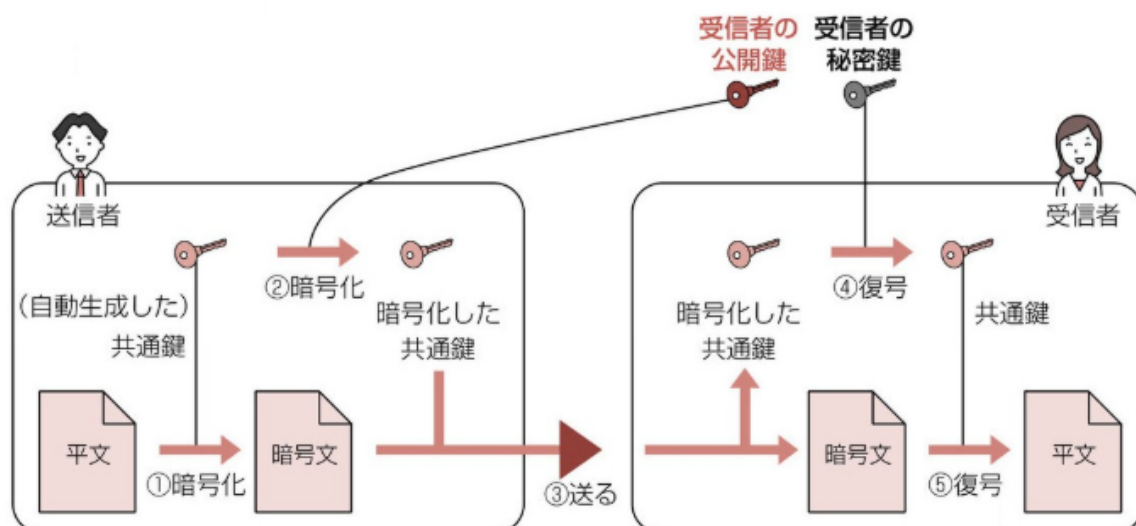 受信者の
公開鍵
受信者の
秘密鍵
送信者
受信者
②暗号化
④復号
(自動生成した)
共通鍵
暗号化した
共通鍵
暗号化した
共通鍵
共通鍵
平文
①暗号化
暗号文
③送る
暗号文
⑤復号
平文